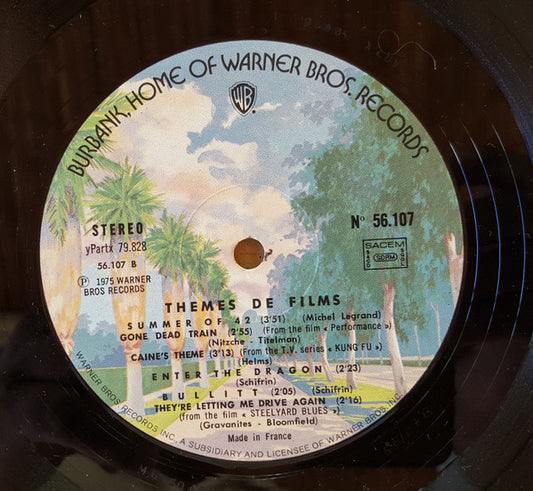 BURBANK, HOME OF WARNER BROS. RECORDS
WB
STEREO
yPartx 79.828
56.107 B
Ⓟ 1975 WARNER
BROS RECORDS
Nº 56.107
SACEM
SACD
SDRM
SGDL
THEMES DE FILMS
SUMMER OF 42 (3'51) (Michel Legrand)
GONE DEAD TRAIN (2'55) (From the film « Performance »)
(Nitzche - Titelman)
CAINE'S THEME (3'13) (From the T.V. series « KUNG FU »)
(Helms)
ENTER THE DRAGON (2'23)
(Schifrin)
BULLITT (2'05) (Schifrin)
THEY'RE LETTING ME DRIVE AGAIN (2'16)
(from the film « STEELYARD BLUES »)
(Gravanites - Bloomfield)
Made in France
WARNER BROS RECORDS INC. A SUBSIDIARY AND LICENSEE OF WARNER BROS. INC.